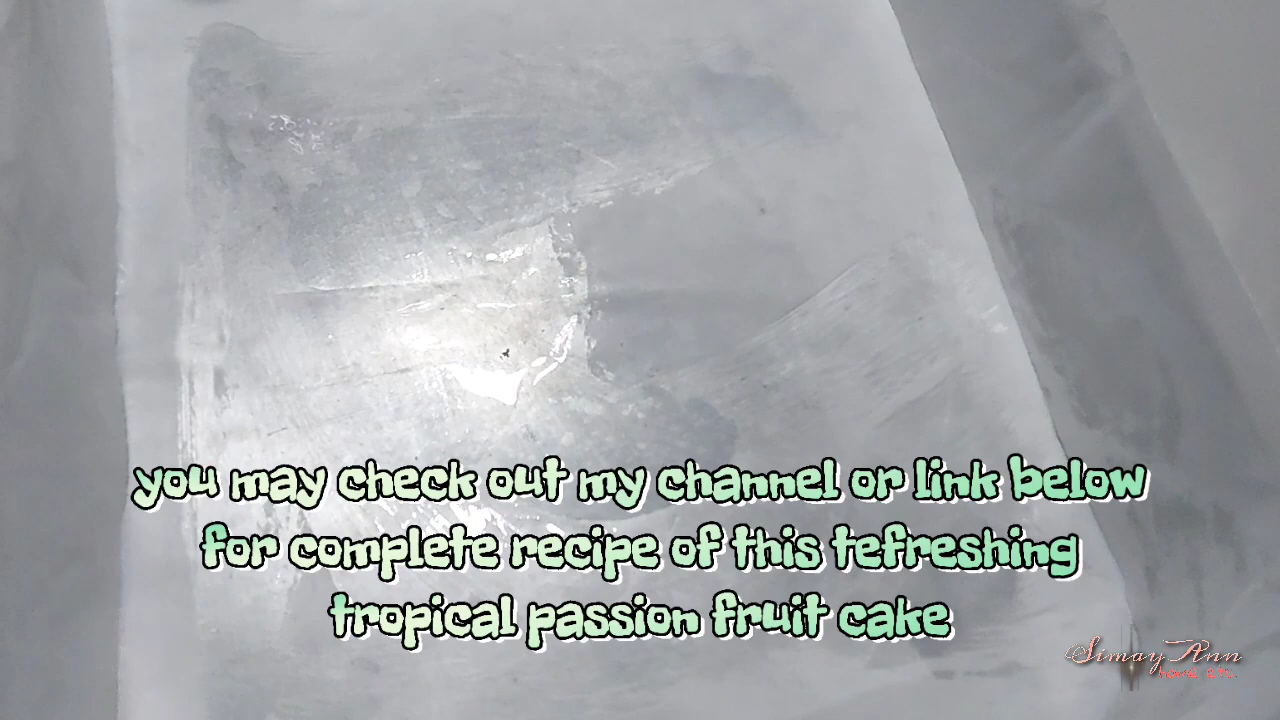 you may check out my channel or link below
for complete recipe of this tefreshing
tropical passion fruit cake
Simay Ann